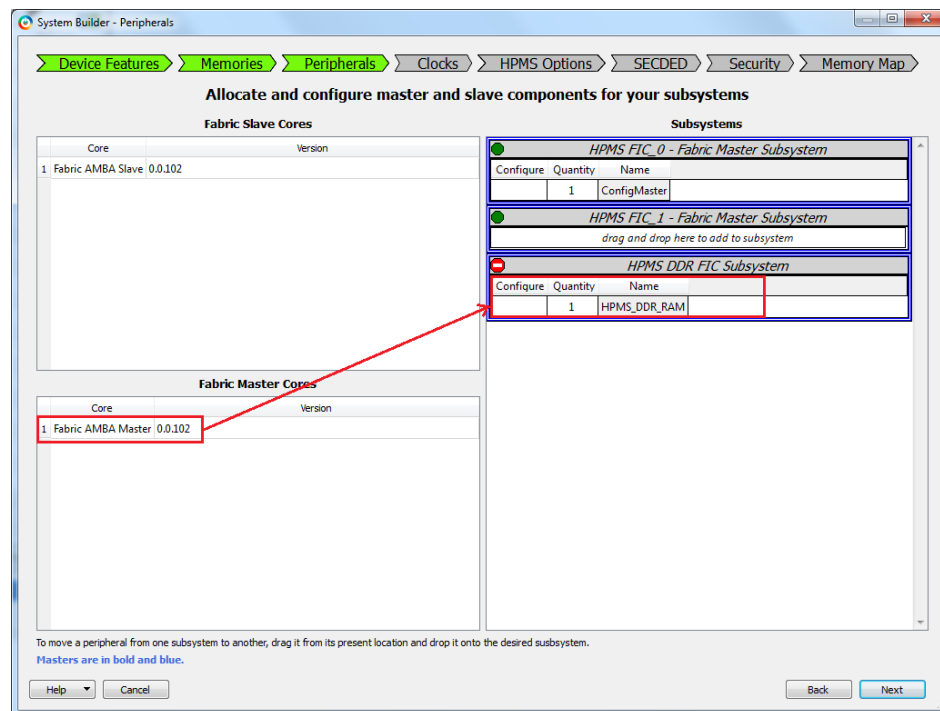 System Builder - Peripherals
Device Features Memories Peripherals Clocks HPMS Options SECDED Security Memory Map
Allocate and configure master and slave components for your subsystems
Fabric Slave Cores
Core Version
1 Fabric AMBA Slave 0.0.102
Fabric Master Cores
Core Version
1 Fabric AMBA Master 0.0.102
Subsystems
HPMS FIC_0 - Fabric Master Subsystem
Configure Quantity Name
1 ConfigMaster
HPMS FIC_1 - Fabric Master Subsystem
drag and drop here to add to subsystem
HPMS DDR FIC Subsystem
Configure Quantity Name
1 HPMS_DDR_RAM
To move a peripheral from one subsystem to another, drag it from its present location and drop it onto the desired susbsystem.
Masters are in bold and blue.
Help Cancel Back Next